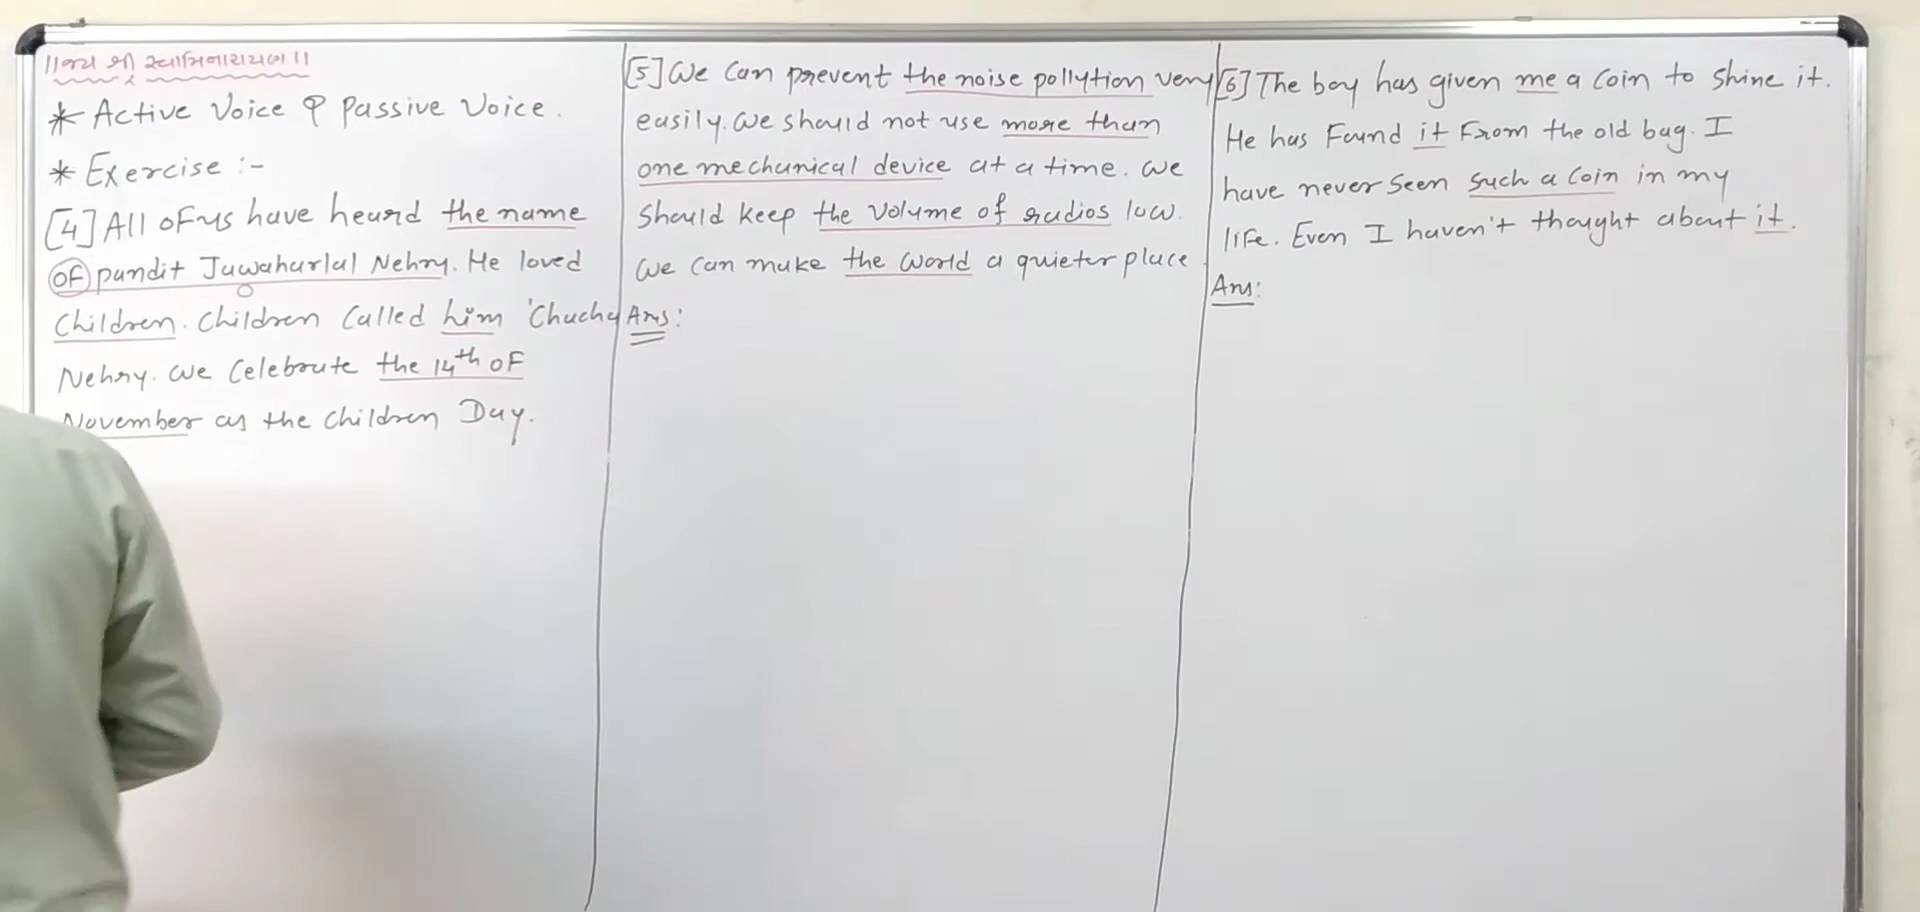 ।।જય શ્રી સ્વામિનારાયણ।।
* Active Voice & Passive Voice.
* Exercise :-
[4] All of us have heard the name
of pandit Jawaharlal Nehru. He loved
Children. Children Called him 'Chacha
Nehru. We Celebrate the 14th of
November as the children Day.
[5] We Can prevent the noise pollution very
easily. We should not use more than
one mechanical device at a time. We
Should keep the Volume of radios low.
We Can make the World a quieter place.
Ans:
[6] The boy has given me a Coin to Shine it.
He has Found it From the old bag. I
have never Seen such a Coin in my
life. Even I haven't thought about it.
Ans: